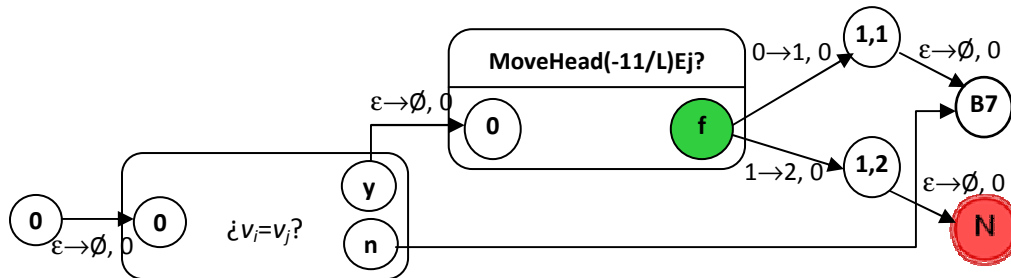 1,1
0→1, 0
ε→Ø, 0
MoveHead(-11/L)Ej?
ε→Ø, 0
B7
0
f
1→2, 0
1,2
ε→Ø, 0
y
0
0
¿vi=vj?
N
n
ε→Ø, 0